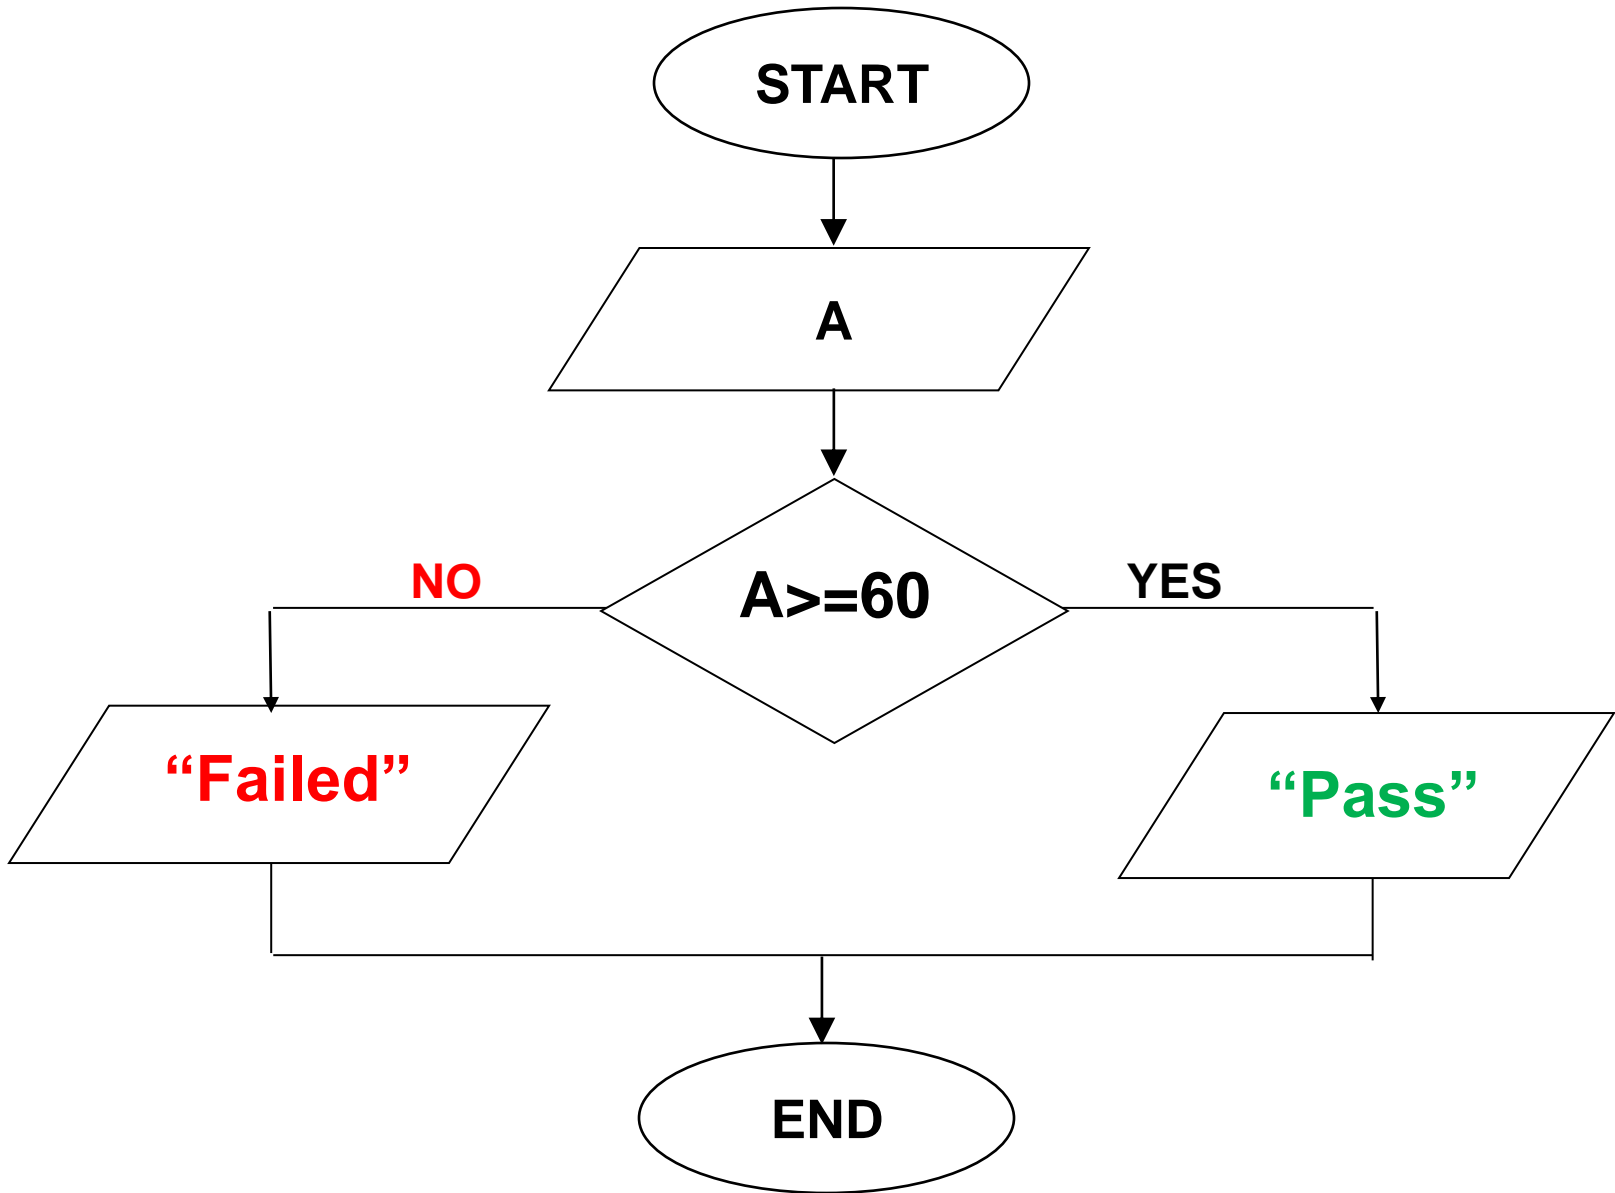 START
A
A>=60
NO
YES
“Failed”
“Pass”
END